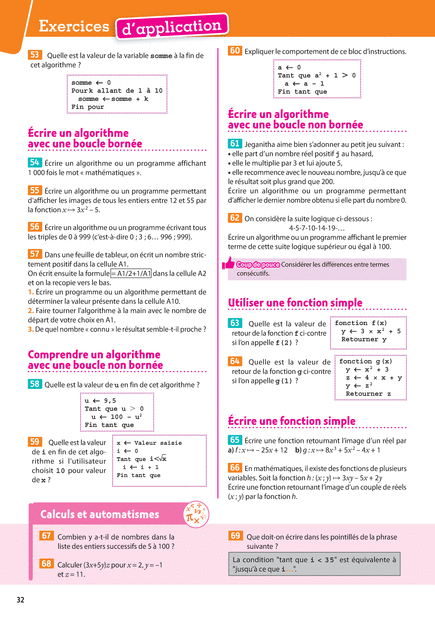 Exercices d'application
53 Quelle est la valeur de la variable somme à la fin de
cet algorithme ?
somme ← 0
Pour k allant de 1 à 10
somme ← somme + k
Fin pour
Écrire un algorithme
avec une boucle bornée
54 Écrire un algorithme ou un programme affichant
1 000 fois le mot « mathématiques ».
55 Écrire un algorithme ou un programme permettant
d'afficher les images de tous les entiers entre 12 et 55 par
la fonction x ↦ 3x² – 5.
56 Écrire un algorithme ou un programme écrivant tous
les triples de 0 à 999 (c'est-à-dire 0 ; 3 ; 6… 996 ; 999).
57 Dans une feuille de tableur, on écrit un nombre stric-
tement positif dans la cellule A1.
On écrit ensuite la formule =A1/2+1/A1 dans la cellule A2
et on la recopie vers le bas.
1. Écrire un programme ou un algorithme permettant de
déterminer la valeur présente dans la cellule A10.
2. Faire tourner l'algorithme à la main avec le nombre de
départ de votre choix en A1.
3. De quel nombre « connu » le résultat semble-t-il proche ?
Comprendre un algorithme
avec une boucle non bornée
58 Quelle est la valeur de u en fin de cet algorithme ?
u ← 9,5
Tant que u > 0
u ← 100 – u²
Fin tant que
59 Quelle est la valeur
de i en fin de cet algo-
rithme si l'utilisateur
choisit 10 pour valeur
de x ?
x ← Valeur saisie
i ← 0
Tant que i<√x
i ← i + 1
Fin tant que
60 Expliquer le comportement de ce bloc d'instructions.
a ← 0
Tant que a² + 1 > 0
a ← a – 1
Fin tant que
Écrire un algorithme
avec une boucle non bornée
61 Jeganitha aime bien s'adonner au petit jeu suivant :
• elle part d'un nombre réel positif j au hasard,
• elle le multiplie par 3 et lui ajoute 5,
• elle recommence avec le nouveau nombre, jusqu'à ce que
le résultat soit plus grand que 200.
Écrire un algorithme ou un programme permettant
d'afficher le dernier nombre obtenu si elle part du nombre 0.
62 On considère la suite logique ci-dessous :
4-5-7-10-14-19-…
Écrire un algorithme ou un programme affichant le premier
terme de cette suite logique supérieur ou égal à 100.
Coup de pouce Considérer les différences entre termes
consécutifs.
Utiliser une fonction simple
63 Quelle est la valeur de
retour de la fonction f ci-contre
si l'on appelle f(2) ?
fonction f(x)
y ← 3 × x² + 5
Retourner y
64 Quelle est la valeur de
retour de la fonction g ci-contre
si l'on appelle g(1) ?
fonction g(x)
y ← x² + 3
z ← 4 × x + y
y ← z²
Retourner z
Écrire une fonction simple
65 Écrire une fonction retournant l'image d'un réel par
a) f : x ↦ – 25x + 12 b) g : x ↦ 8x³ + 5x² – 4x + 1
66 En mathématiques, il existe des fonctions de plusieurs
variables. Soit la fonction h : (x ; y) ↦ 3xy – 5x + 2y
Écrire une fonction retournant l'image d'un couple de réels
(x ; y) par la fonction h.
Calculs et automatismes
67 Combien y a-t-il de nombres dans la
liste des entiers successifs de 5 à 100 ?
68 Calculer (3x+5y)z pour x = 2, y = –1
et z = 11.
69 Que doit-on écrire dans les pointillés de la phrase
suivante ?
La condition "tant que i < 35" est équivalente à
"jusqu'à ce que i …".
32